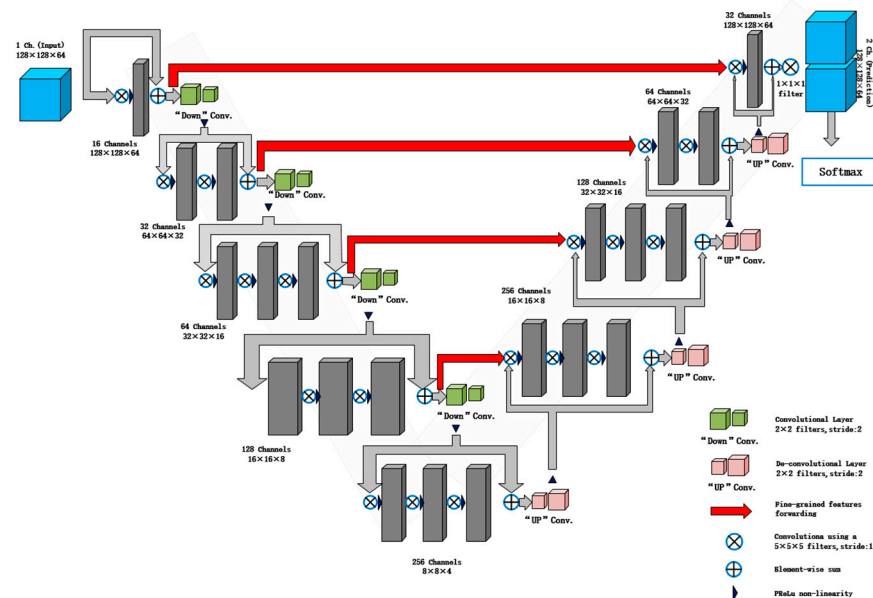 1 Ch.(Input)
128×128×64
16 Channels
128×128×64
"Down" Conv.
32 Channels
64×64×32
"Down" Conv.
64 Channels
32×32×16
"Down" Conv.
128 Channels
16×16×8
"Down" Conv.
256 Channels
8×8×4
"UP" Conv.
256 Channels
16×16×8
"UP" Conv.
128 Channels
32×32×16
"UP" Conv.
64 Channels
64×64×32
"UP" Conv.
32 Channels
128×128×64
1×1×1
filter
2 Ch.(Prediction)
128×128×64
Softmax
"Down" Conv.
Convolutional Layer
2×2 filters,stride:2
"UP" Conv.
De-convolutional Layer
2×2 filters,stride:2
Fine-grained features
forwarding
Convolutiona using a
5×5×5 filters,stride:1
Element-wise sum
PReLu non-linearity